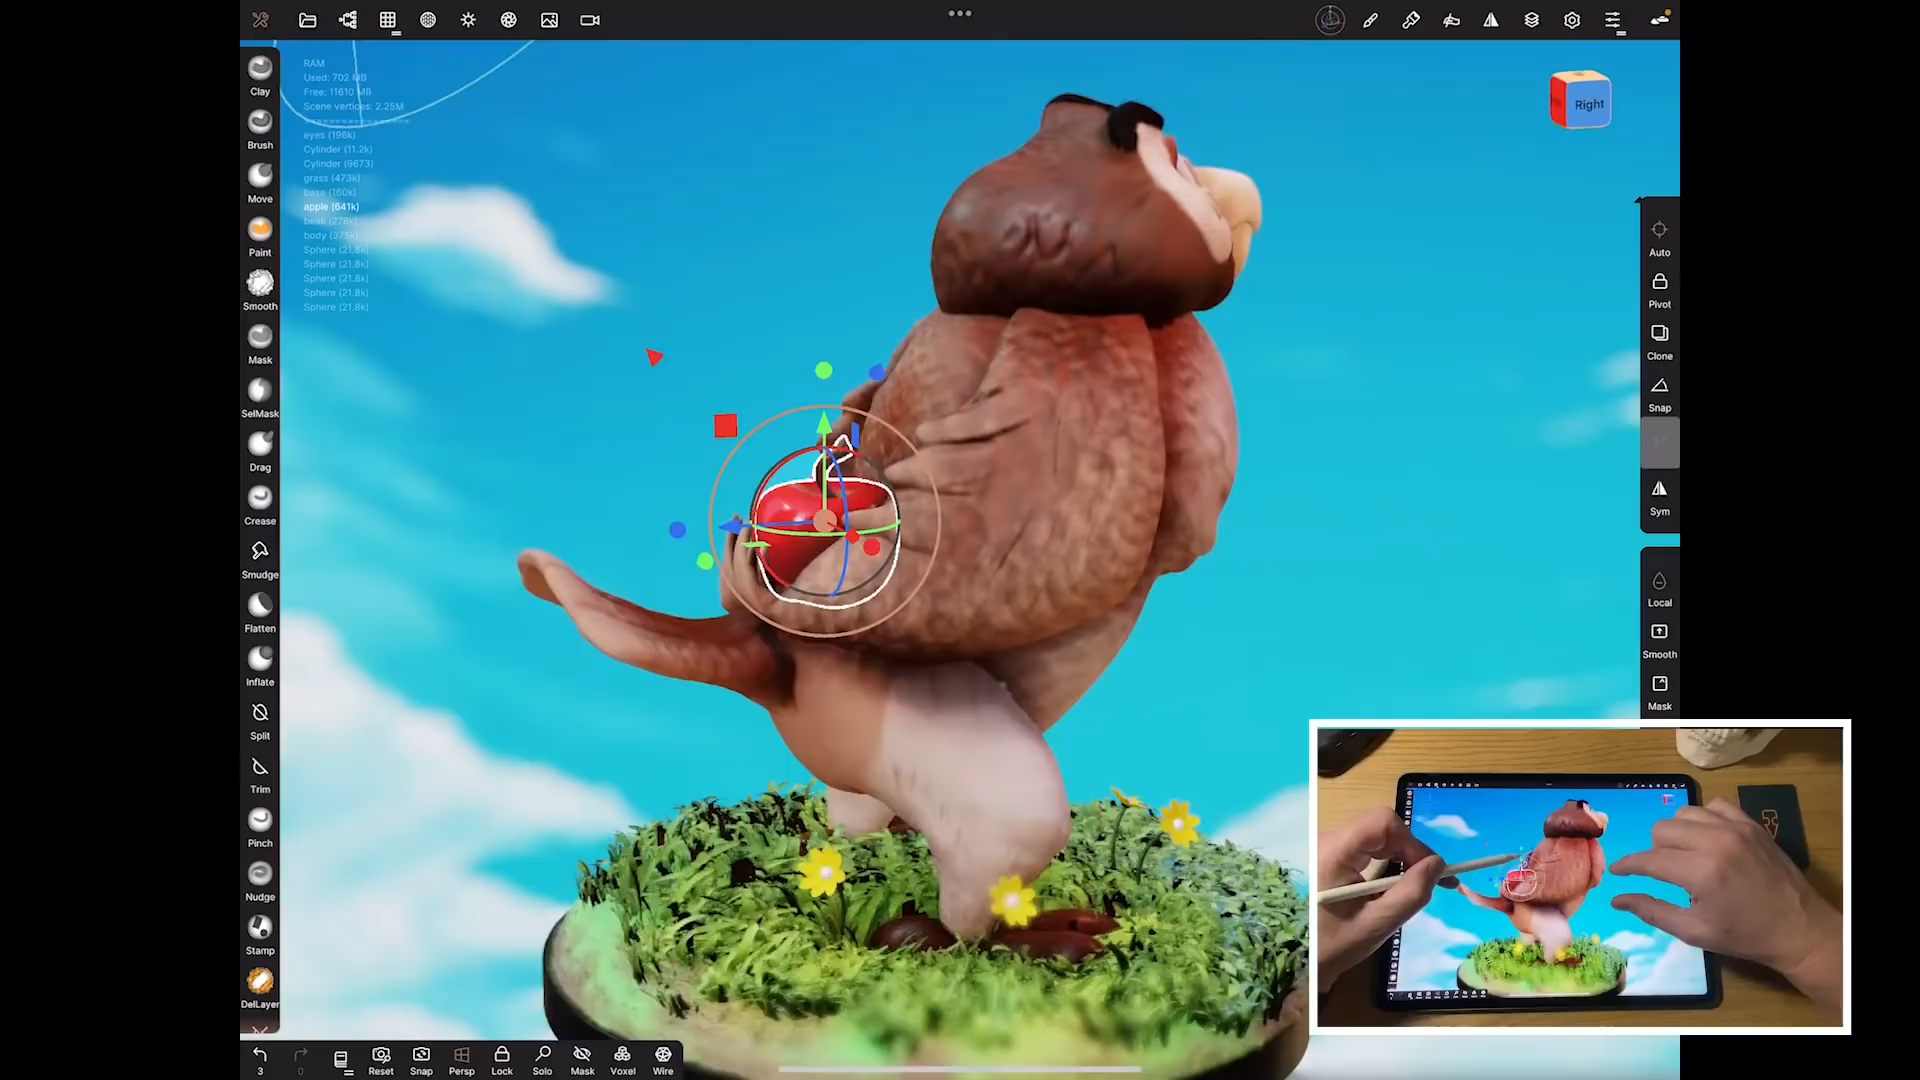 RAM
Used: 702 MB
Free: 11610 MB
Scene vertices: 2.25M
==================
eyes (196k)
Cylinder (11.2k)
Cylinder (9673)
grass (473k)
base (160k)
apple (641k)
beak (278k)
body (375k)
Sphere (21.8k)
Sphere (21.8k)
Sphere (21.8k)
Sphere (21.8k)
Sphere (21.8k)
Clay
Brush
Move
Paint
Smooth
Mask
SelMask
Drag
Crease
Smudge
Flatten
Inflate
Split
Trim
Pinch
Nudge
Stamp
DelLayer
Right
Auto
Pivot
Clone
Snap
Sym
Local
Smooth
Mask
3
0
Reset
Snap
Persp
Lock
Solo
Mask
Voxel
Wire